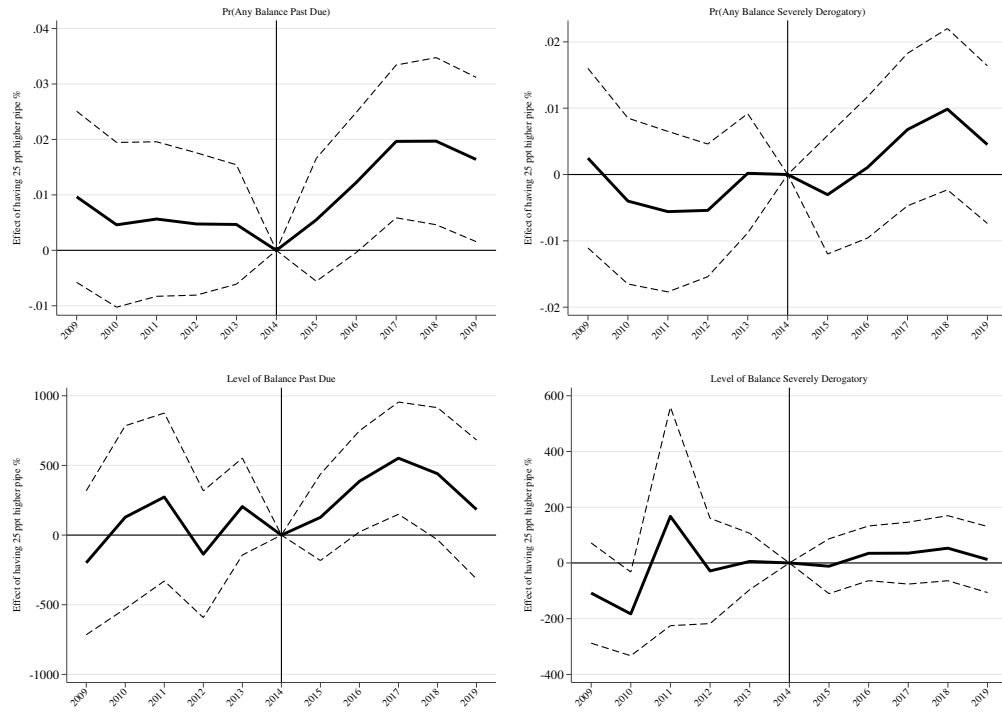 Pr(Any Balance Past Due)
Effect of having 25 ppt higher pipe %
.04
.03
.02
.01
0
-.01
2009 2010 2011 2012 2013 2014 2015 2016 2017 2018 2019
Pr(Any Balance Severely Derogatory)
Effect of having 25 ppt higher pipe %
.02
.01
0
-.01
-.02
2009 2010 2011 2012 2013 2014 2015 2016 2017 2018 2019
Level of Balance Past Due
Effect of having 25 ppt higher pipe %
1000
500
0
-500
-1000
2009 2010 2011 2012 2013 2014 2015 2016 2017 2018 2019
Level of Balance Severely Derogatory
Effect of having 25 ppt higher pipe %
600
400
200
0
-200
-400
2009 2010 2011 2012 2013 2014 2015 2016 2017 2018 2019